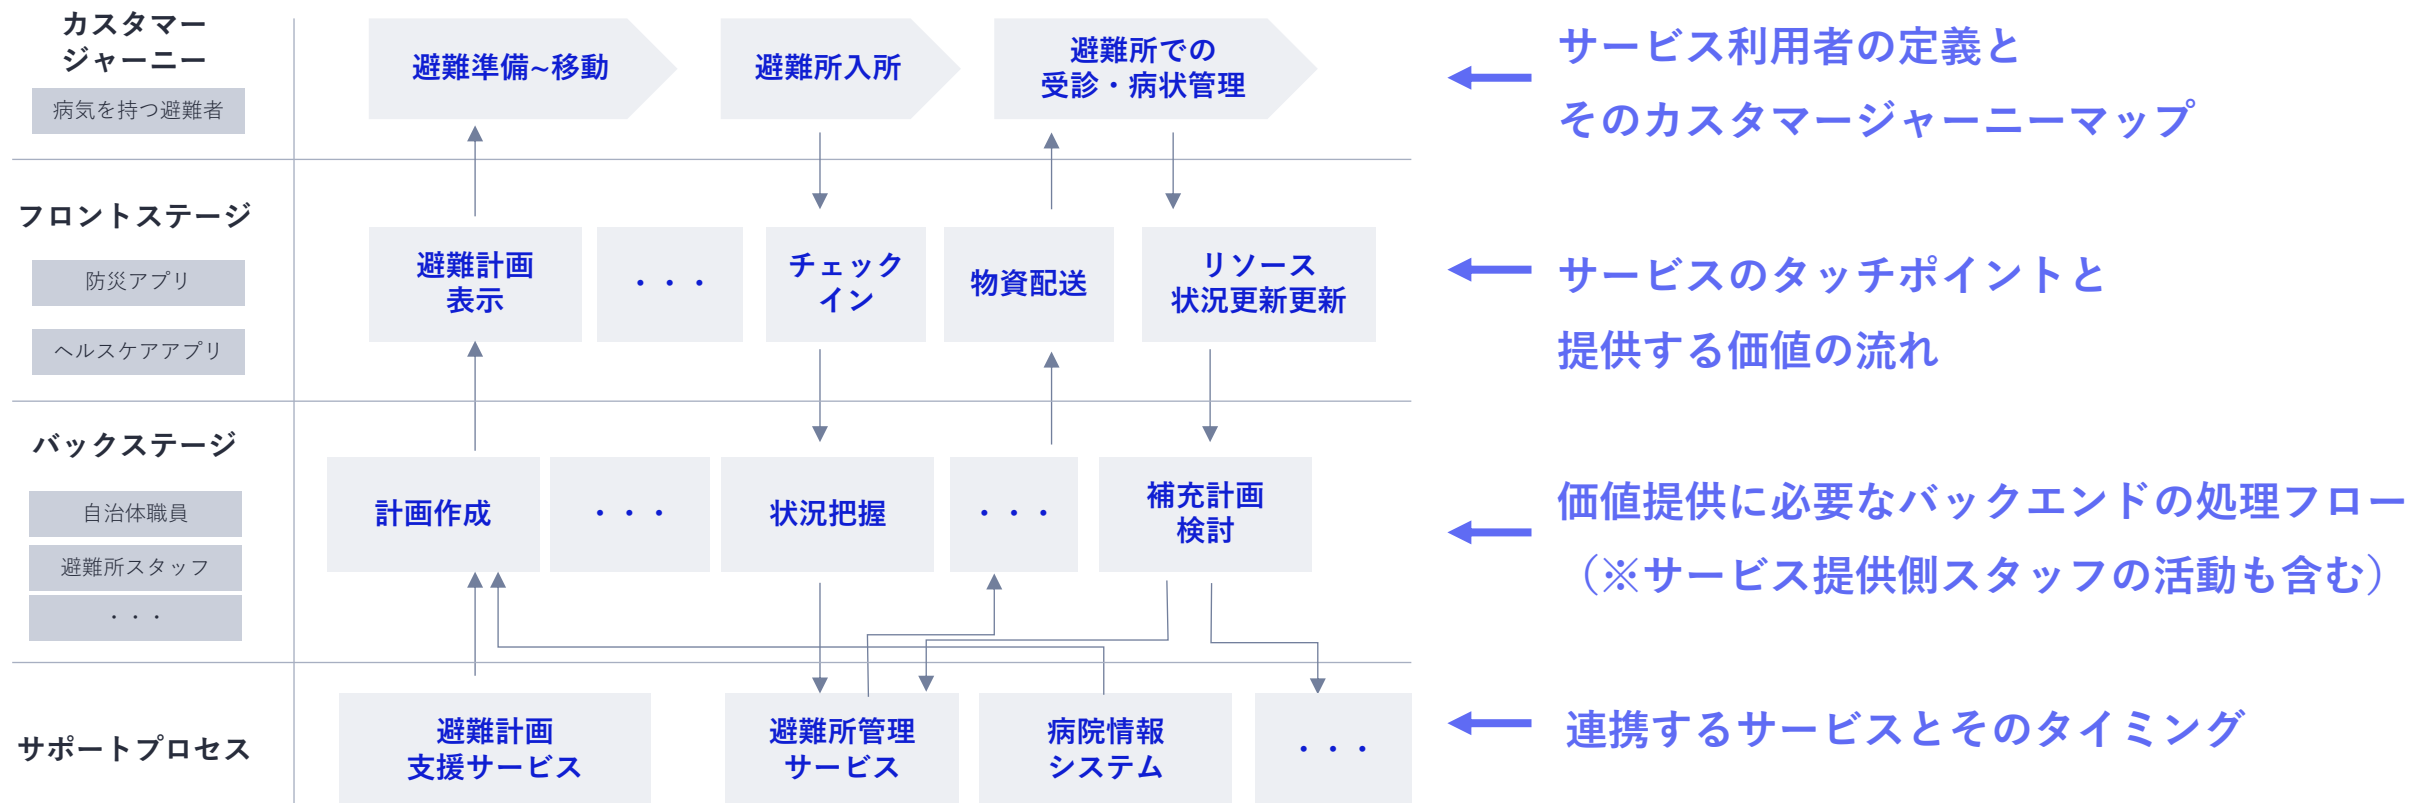 カスタマー
ジャーニー
病気を持つ避難者
避難準備~移動
避難所入所
避難所での
受診・病状管理
サービス利用者の定義と
そのカスタマージャーニーマップ
フロントステージ
防災アプリ
ヘルスケアアプリ
避難計画
表示
・・・
チェック
イン
物資配送
リソース
状況更新更新
サービスのタッチポイントと
提供する価値の流れ
バックステージ
自治体職員
避難所スタッフ
・・・
計画作成
・・・
状況把握
・・・
補充計画
検討
価値提供に必要なバックエンドの処理フロー
（※サービス提供側スタッフの活動も含む）
サポートプロセス
避難計画
支援サービス
避難所管理
サービス
病院情報
システム
・・・
連携するサービスとそのタイミング